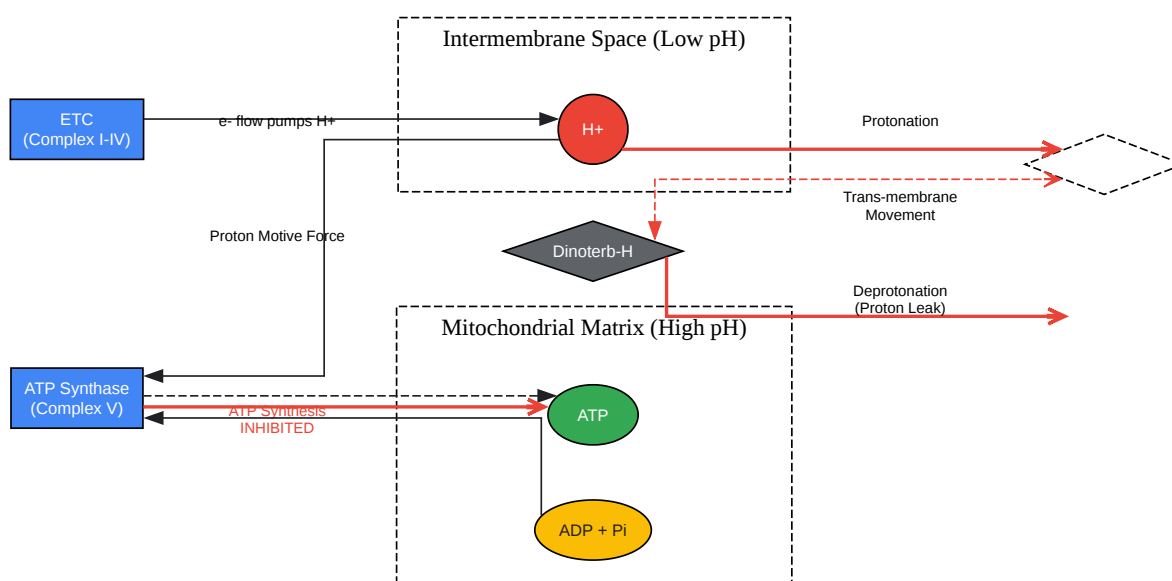 Intermembrane Space (Low pH)
ETC
(Complex I-IV)
e- flow pumps H+
H+
Protonation
Trans-membrane
Movement
Proton Motive Force
Dinoterb-H
Deprotonation
(Proton Leak)
Mitochondrial Matrix (High pH)
ATP Synthase
(Complex V)
ATP Synthesis
INHIBITED
ATP
ADP + Pi